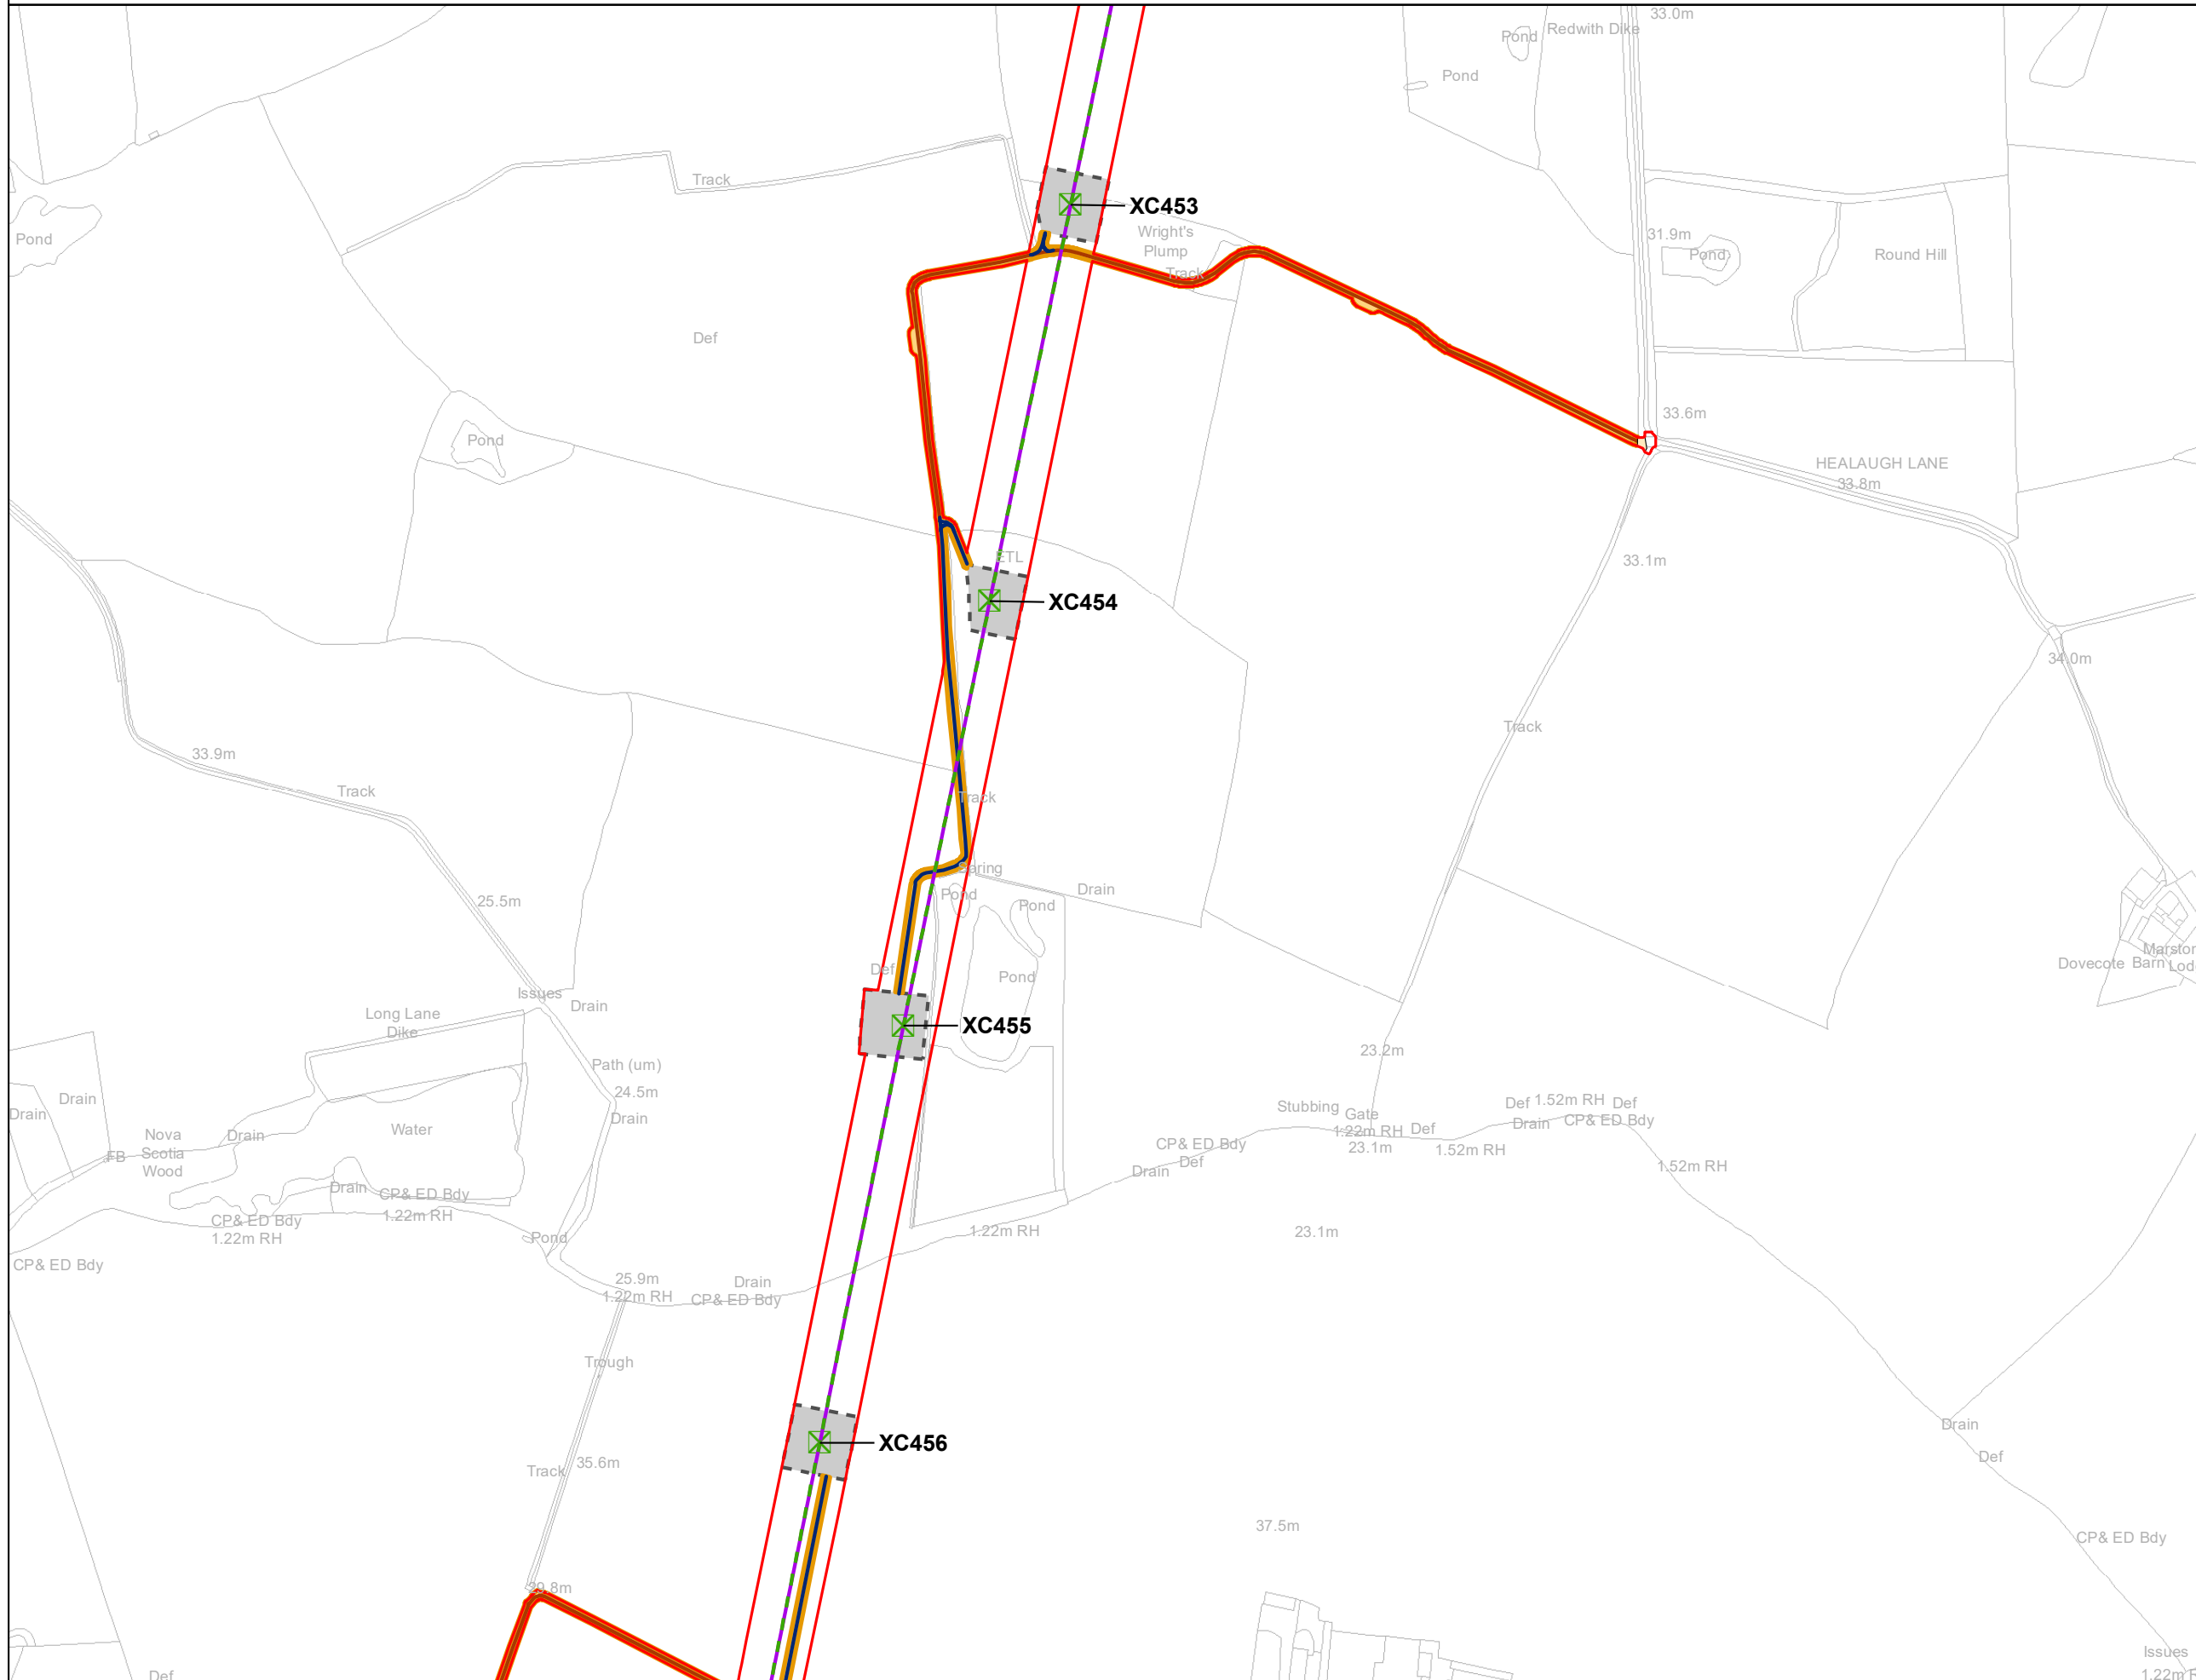 33.0m
Redwith Dike
Pond
Pond
Track
XC453
Wright's
Plump
Track
31.9m
Pond
Round Hill
Pond
Def
33.6m
Pond
HEALAUGH LANE
33.8m
ETL
33.1m
XC454
34.0m
Track
33.9m
Track
Track
Spring
Pond
Drain
Pond
25.5m
Marston
Dovecote Barn
Lod
Def
Pond
Issues
Drain
Long Lane
Dike
XC455
23.2m
Path (um)
24.5m
Drain
Drain
Drain
Water
Nova
Scotia
Wood
Drain
FB
Stubbing
Gate
1.22m RH
Def
23.1m
1.52m RH
Def
1.52m RH
Def
Drain
CP& ED Bdy
CP& ED Bdy
Def
Drain
1.52m RH
Drain
CP& ED Bdy
1.22m RH
CP& ED Bdy
1.22m RH
Pond
1.22m RH
23.1m
CP& ED Bdy
25.9m
1.22m RH
Drain
CP& ED Bdy
Trough
XC456
Track
35.6m
Drain
Def
37.5m
CP& ED Bdy
29.8m
Issues
1.22m R
Def